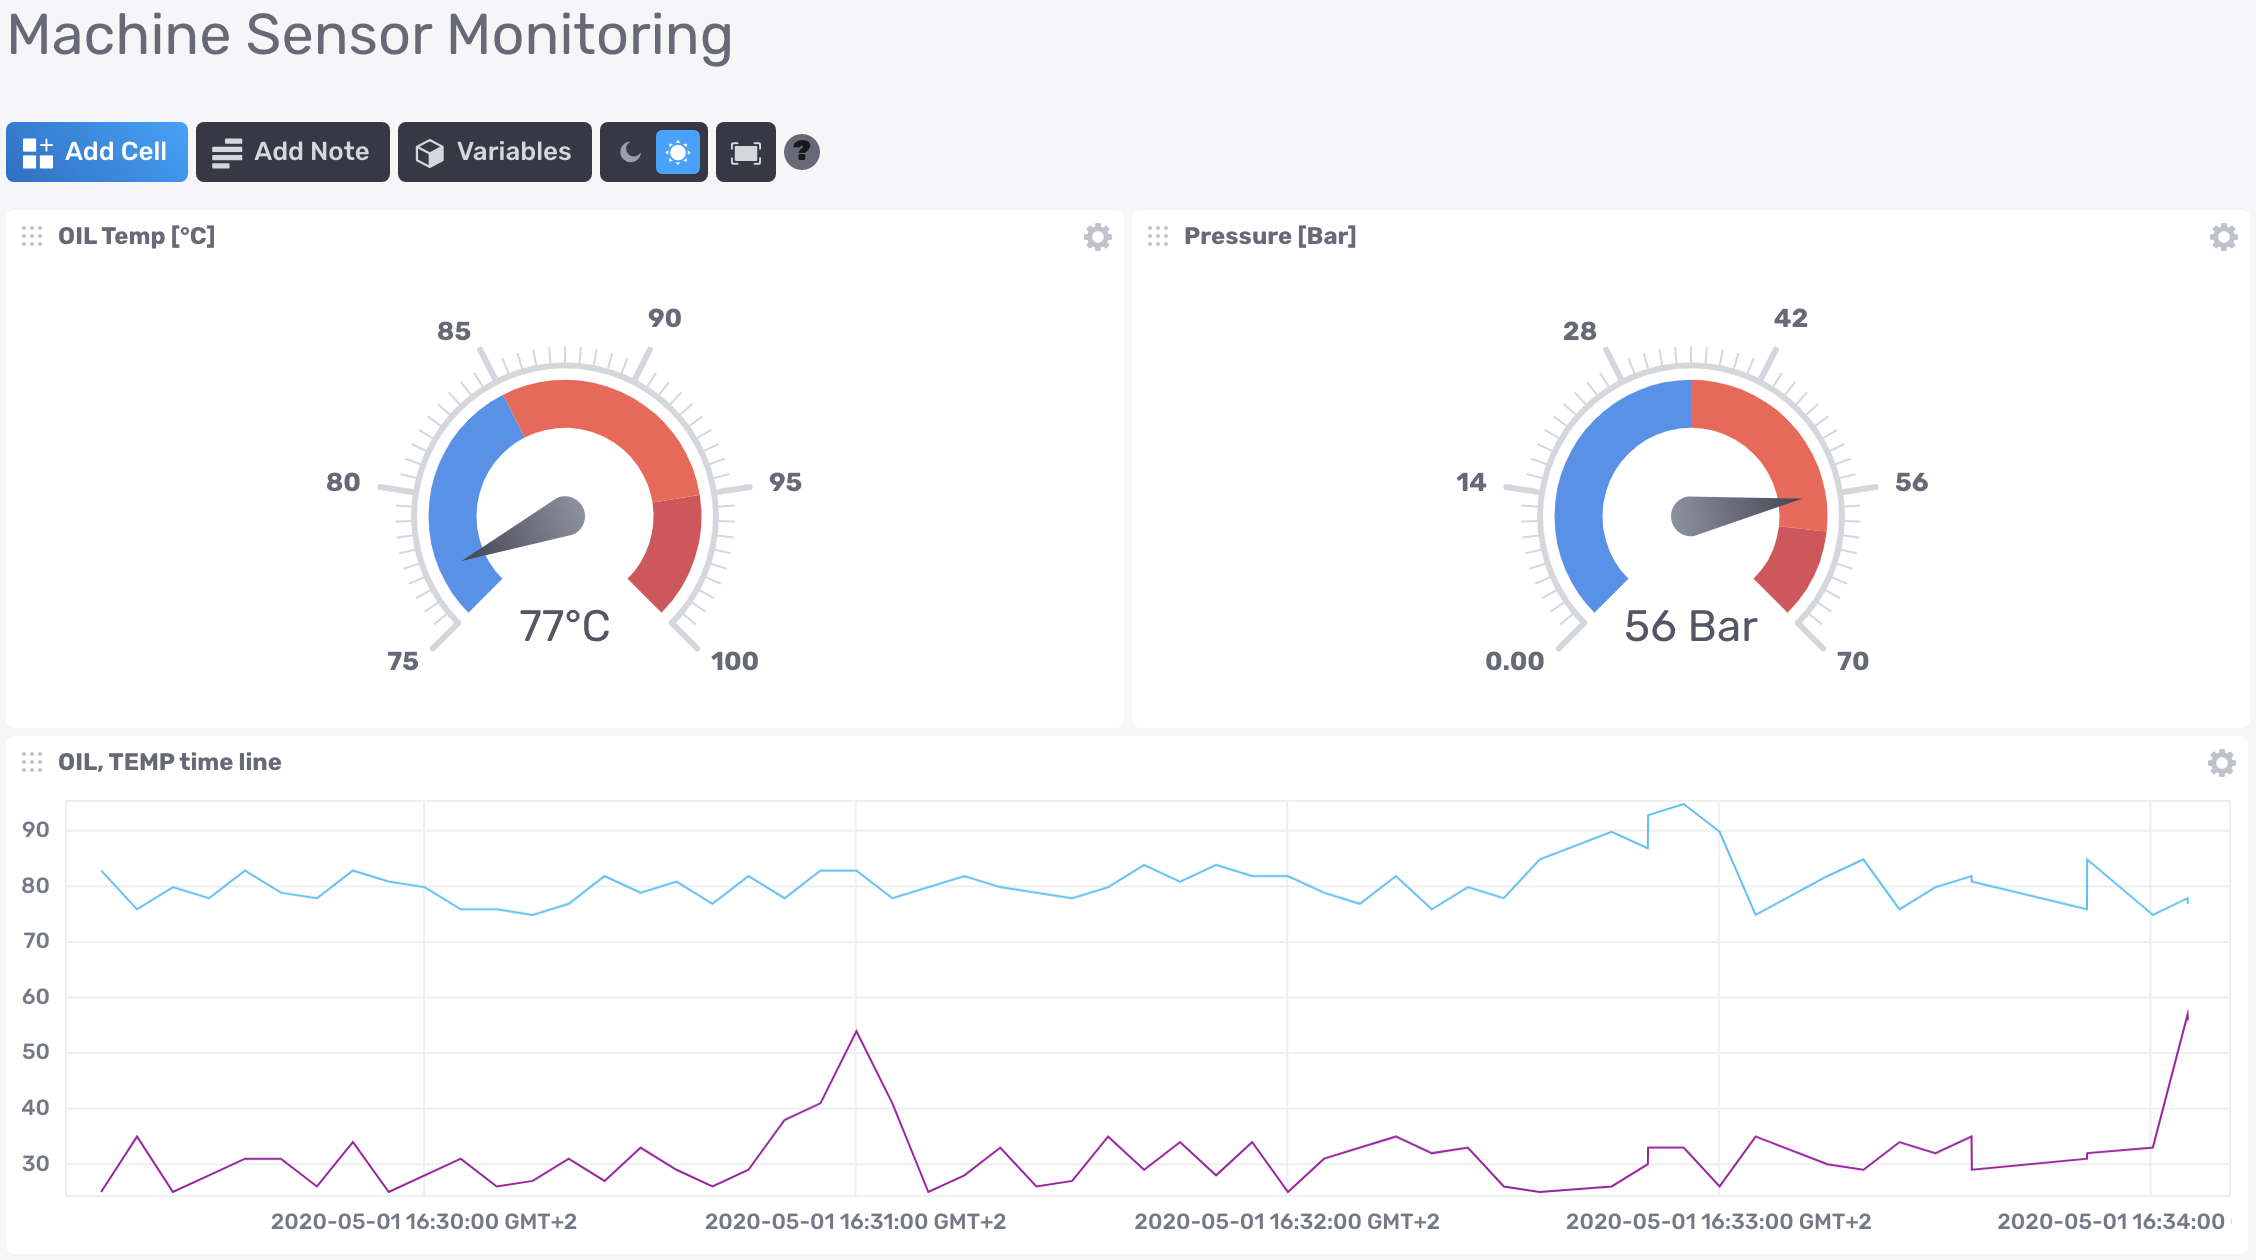 Machine Sensor Monitoring
Add Cell Add Note Variables ?
OIL Temp [°C]
85 90
80 95
77°C
75 100
Pressure [Bar]
28 42
14 56
56 Bar
0.00 70
OIL, TEMP time line
90
80
70
60
50
40
30
2020-05-01 16:30:00 GMT+2 2020-05-01 16:31:00 GMT+2 2020-05-01 16:32:00 GMT+2 2020-05-01 16:33:00 GMT+2 2020-05-01 16:34:00